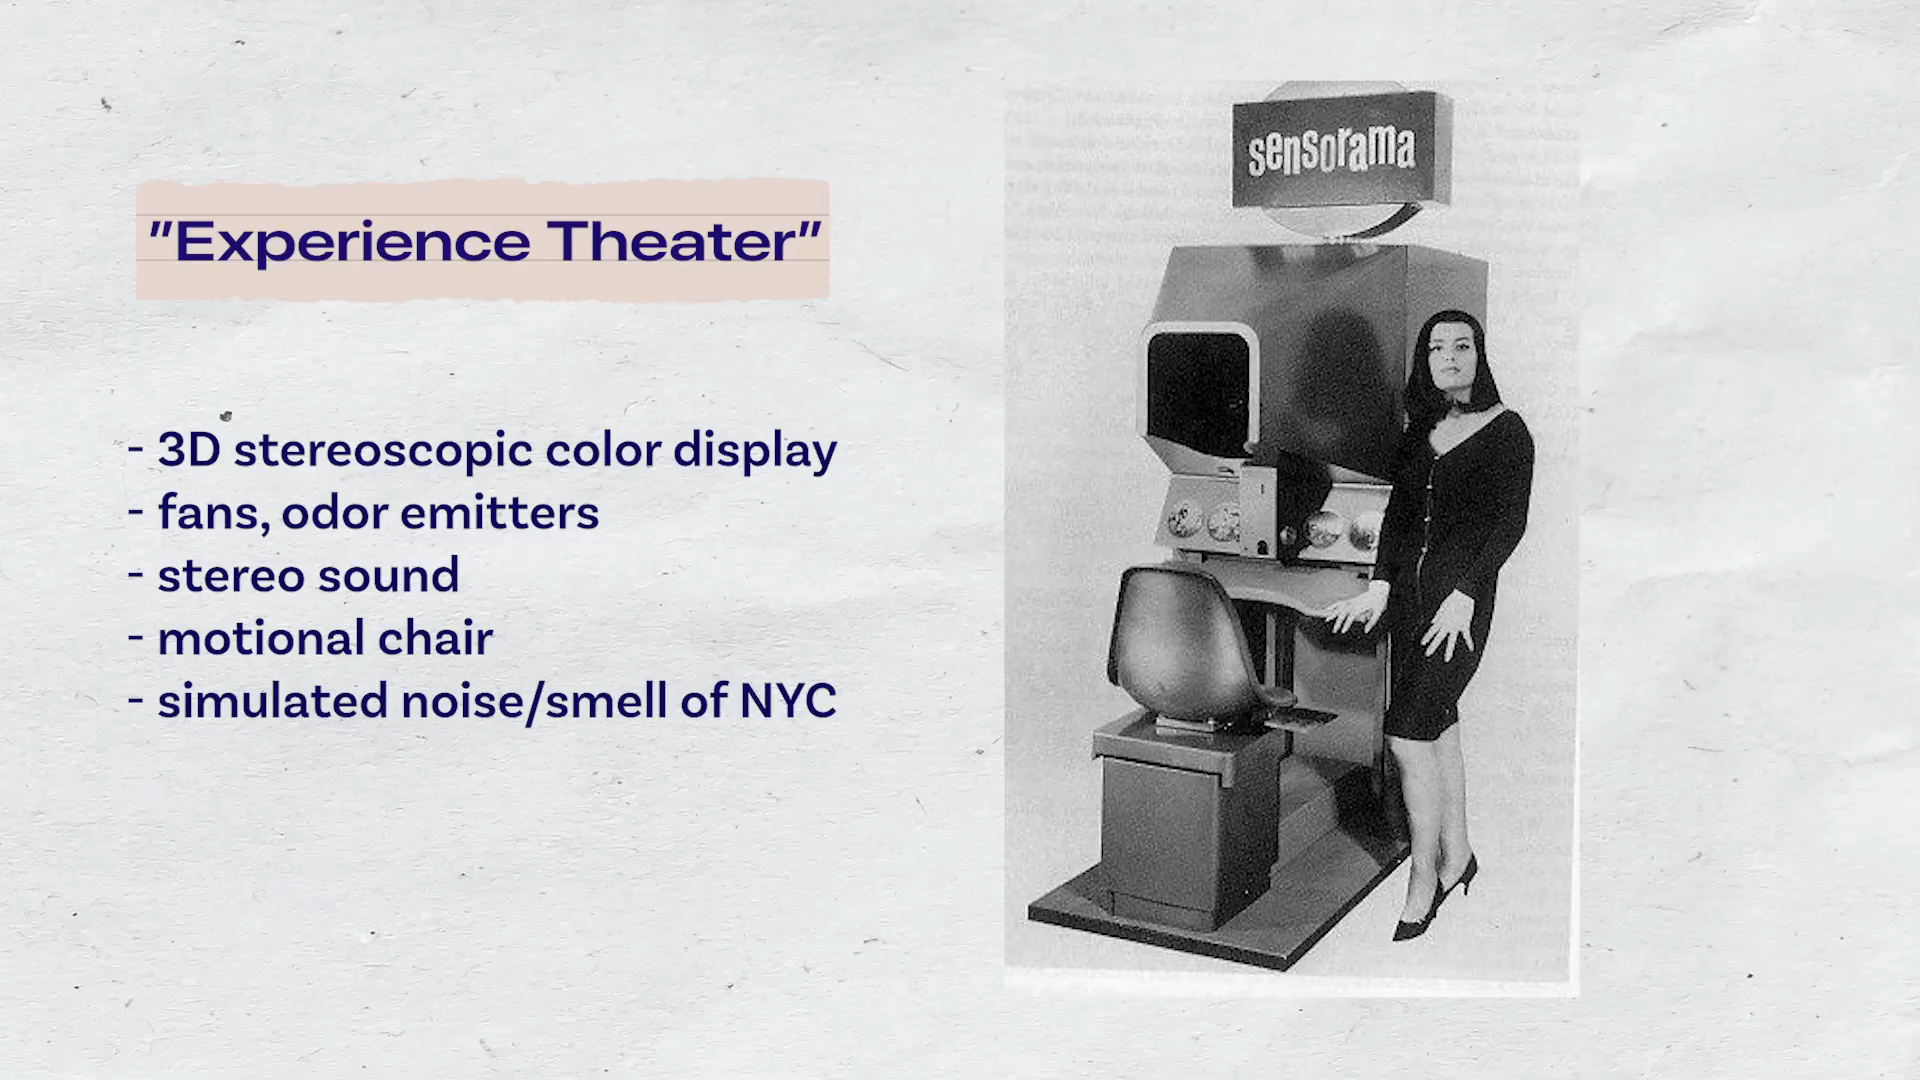 "Experience Theater"
- 3D stereoscopic color display
- fans, odor emitters
- stereo sound
- motional chair
- simulated noise/smell of NYC
sensorama